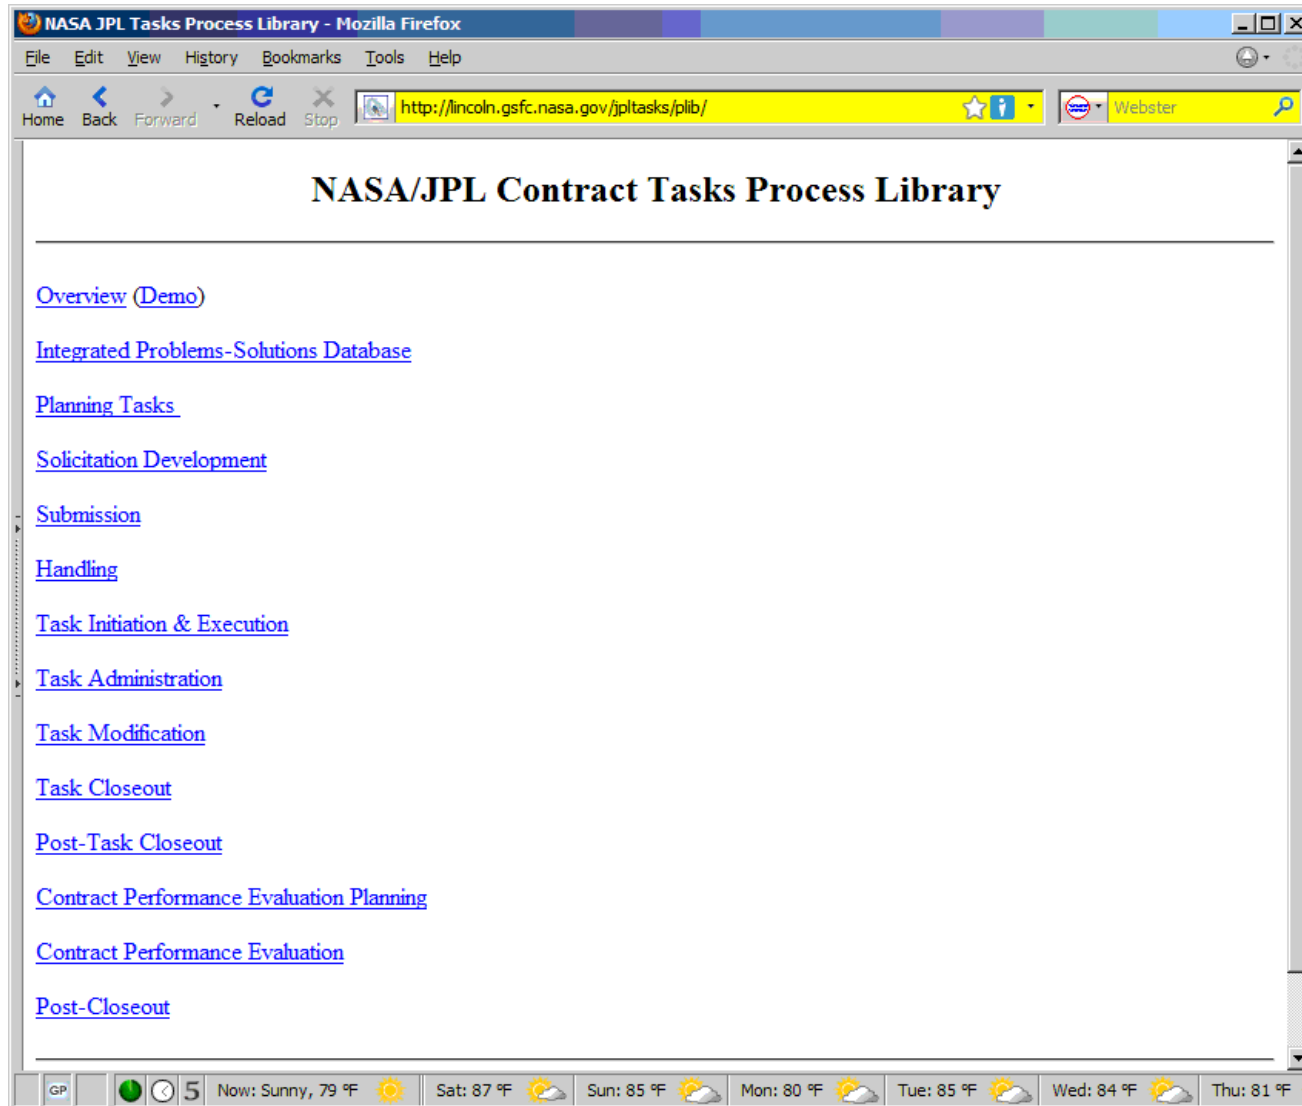 NASA JPL Tasks Process Library - Mozilla Firefox
File Edit View History Bookmarks Tools Help
Home Back Forward Reload Stop http://lincoln.gsfc.nasa.gov/jpltasks/plib/ Webster
NASA/JPL Contract Tasks Process Library
Overview (Demo)
Integrated Problems-Solutions Database
Planning Tasks
Solicitation Development
Submission
Handling
Task Initiation & Execution
Task Administration
Task Modification
Task Closeout
Post-Task Closeout
Contract Performance Evaluation Planning
Contract Performance Evaluation
Post-Closeout
GP 5 Now: Sunny, 79 °F Sat: 87 °F Sun: 85 °F Mon: 80 °F Tue: 85 °F Wed: 84 °F Thu: 81 °F